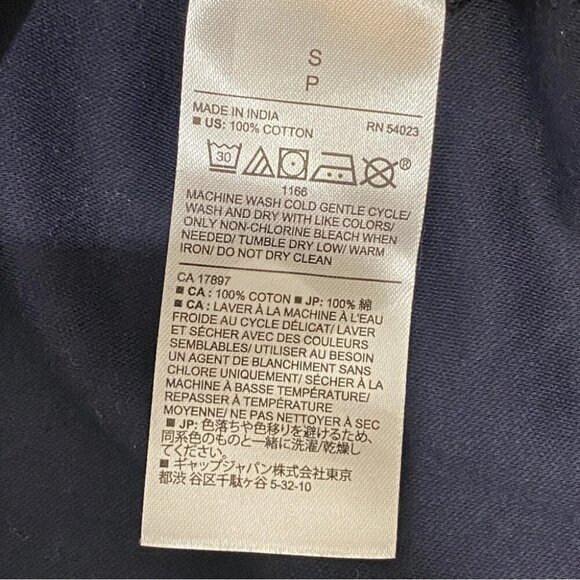 S
P
MADE IN INDIA RN 54023
■ US: 100% COTTON
30
®
1166
MACHINE WASH COLD GENTLE CYCLE/
WASH AND DRY WITH LIKE COLORS/
ONLY NON-CHLORINE BLEACH WHEN
NEEDED/ TUMBLE DRY LOW/ WARM
IRON/ DO NOT DRY CLEAN
CA 17897
■ CA : 100% COTON ■ JP: 100% 綿
■ CA : LAVER À LA MACHINE À L'EAU
FROIDE AU CYCLE DÉLICAT/ LAVER
ET SÉCHER AVEC DES COULEURS
SEMBLABLES/ UTILISER AU BESOIN
UN AGENT DE BLANCHIMENT SANS
CHLORE UNIQUEMENT/ SÉCHER À LA
MACHINE À BASSE TEMPÉRATURE/
REPASSER À TEMPÉRATURE
MOYENNE/ NE PAS NETTOYER À SEC
■ JP: 色落ちや色移りを避けるため、
同系色のものと一緒に洗濯/乾燥し
てください。
■ ギャップジャパン株式会社東京
都渋 谷区千駄ヶ谷 5-32-10